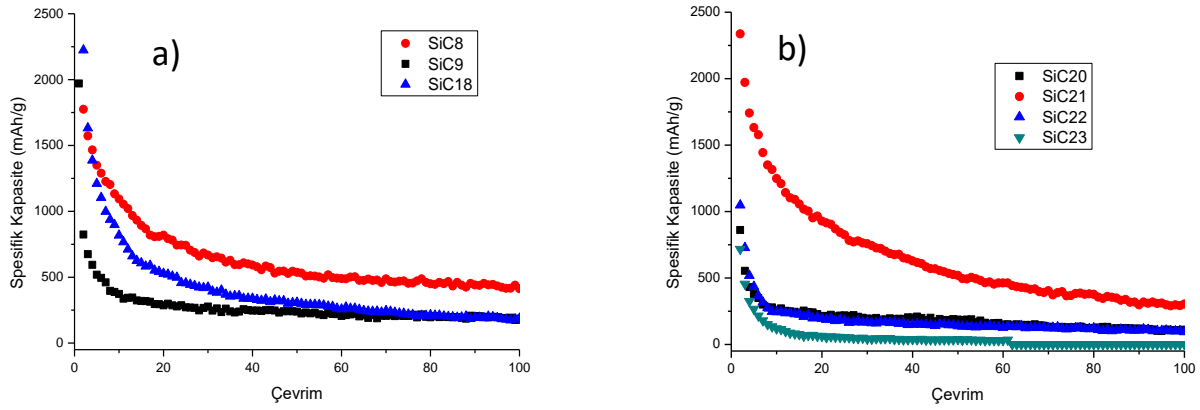 a)
SiC8
SiC9
SiC18
Spesifik Kapasite (mAh/g)
2500
2000
1500
1000
500
0
0 20 40 60 80 100
Çevrim
b)
SiC20
SiC21
SiC22
SiC23
Spesifik Kapasite (mAh/g)
2500
2000
1500
1000
500
0
0 20 40 60 80 100
Çevrim